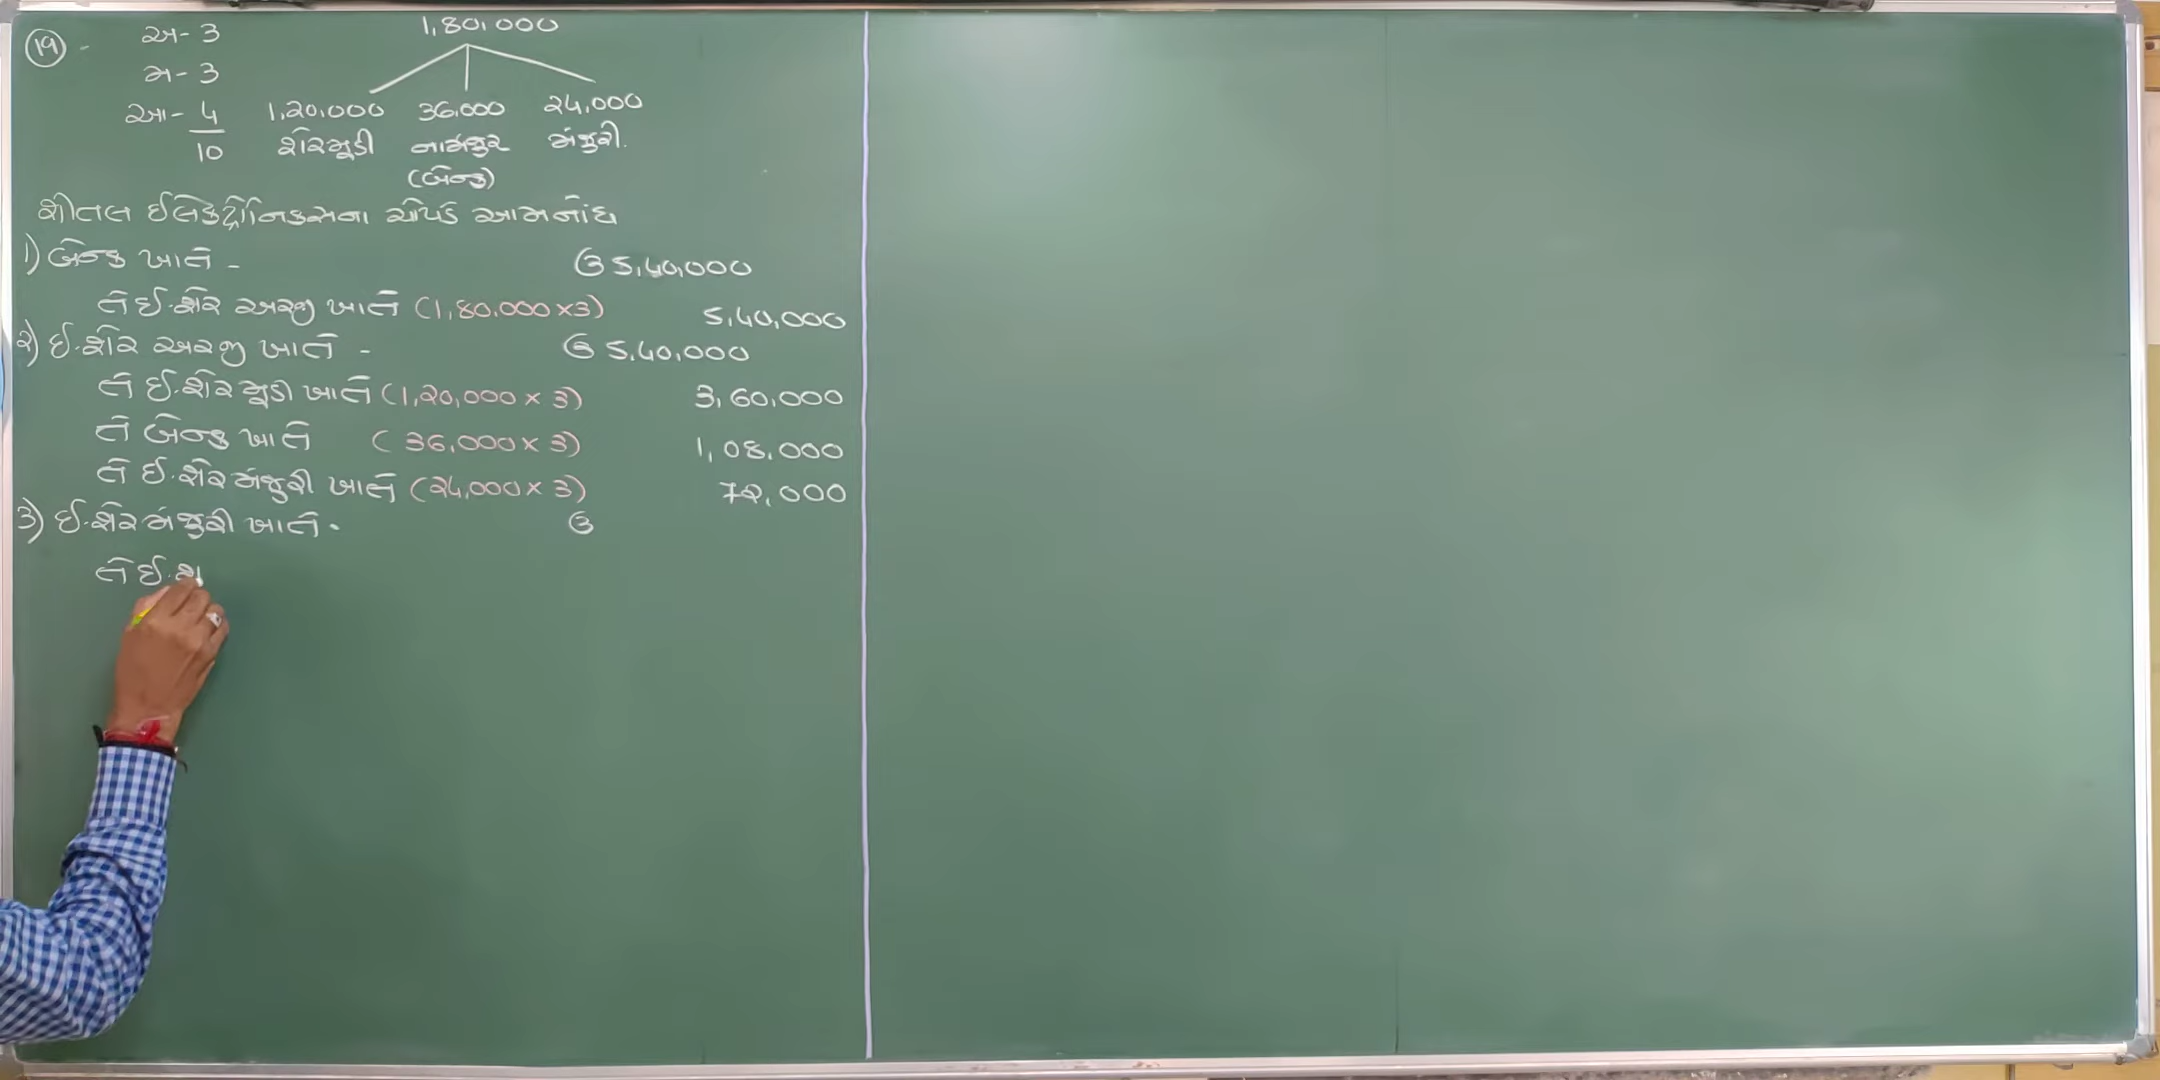 (19) - અ- 3
મ- 3
આ- 4
10
1,80,000
1,20,000 36,000 24,000
શેરમૂડી નામંજુર મંજુરી.
(બેન્ક)
શીતલ ઈલેક્ટ્રોનિક્સના ચોપડે આમનોંધ
1) બેન્ક ખાતે - ઉ 5,40,000
તે ઈ.શેર અરજી ખાતે (1,80,000×3) 5,40,000
2) ઈ.શેર અરજી ખાતે - ઉ 5,40,000
તે ઈ.શેર મૂડી ખાતે (1,20,000 × 3) 3,60,000
તે બેન્ક ખાતે (36,000 × 3) 1,08,000
તે ઈ.શેર મંજુરી ખાતે (24,000 × 3) 72,000
3) ઈ.શેર મંજુરી ખાતે - ઉ
તે ઈ.શ